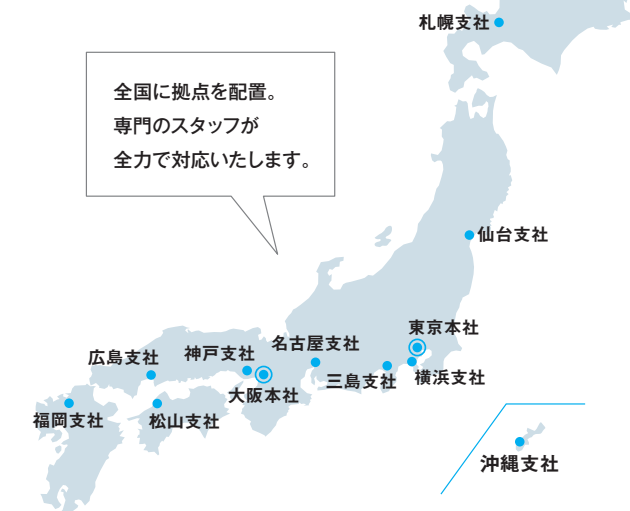 札幌支社
全国に拠点を配置。
専門のスタッフが
全力で対応いたします。
仙台支社
東京本社
名古屋支社
神戸支社
広島支社
三島支社
横浜支社
大阪本社
福岡支社
松山支社
沖縄支社